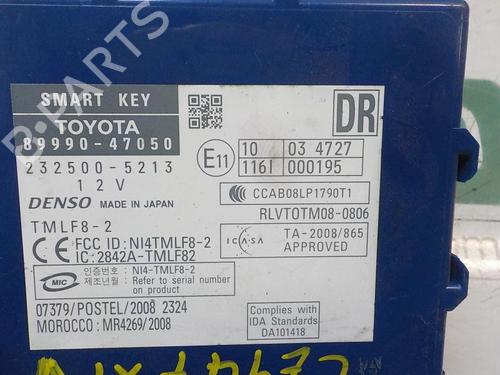 SMART KEY
TOYOTA
89990-47050
232500-5213
12V
DENSO MADE IN JAPAN
DR
E11
10 03 4727
1161 000195
CCAB08LP1790T1
RLVTOTM08-0806
TMLF8-2
CE FCC ID: NI4TMLF8-2
IC:2842A-TMLF82
ICASA
TA-2008/865
APPROVED
MIC
인증번호 : NI4-TMLF8-2
제조년월 : Refer to serial number
on product
07379/POSTEL/2008 2324
MOROCCO : MR4269/2008
Complies with
IDA Standards
DA101418
B-PARTS